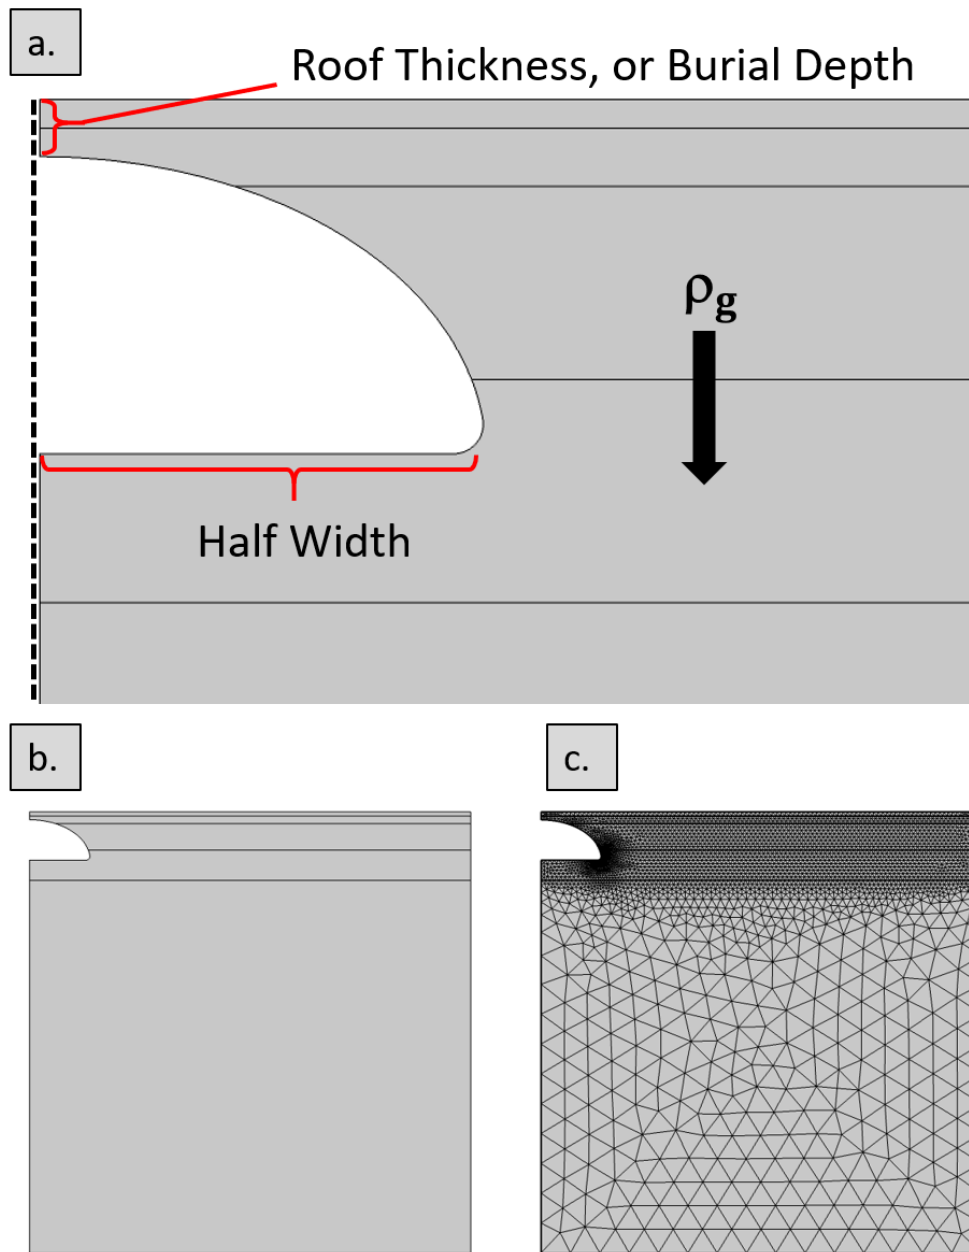 a.
Roof Thickness, or Burial Depth
ρg
Half Width
b.
c.